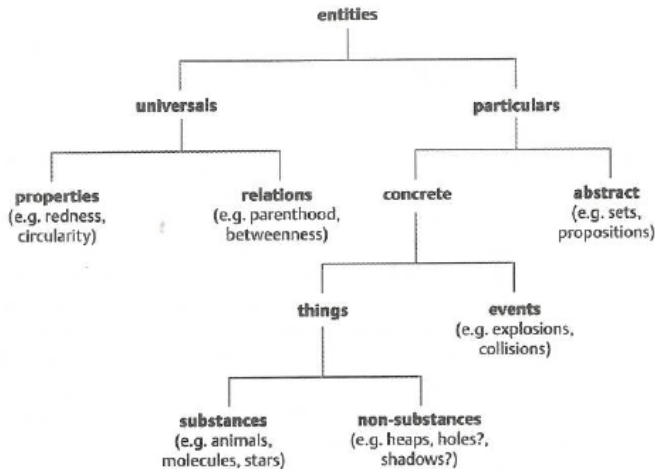 entities
universals
particulars
properties
(e.g. redness,
circularity)
relations
(e.g. parenthood,
betweenness)
concrete
abstract
(e.g. sets,
propositions)
things
events
(e.g. explosions,
collisions)
substances
(e.g. animals,
molecules, stars)
non-substances
(e.g. heaps, holes?,
shadows?)